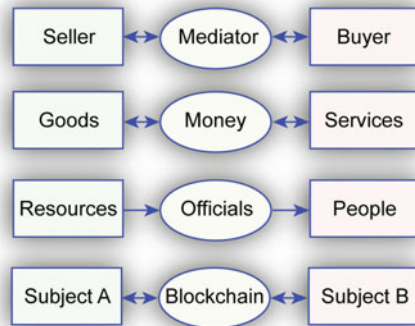 Seller Mediator Buyer
Goods Money Services
Resources Officials People
Subject A Blockchain Subject B